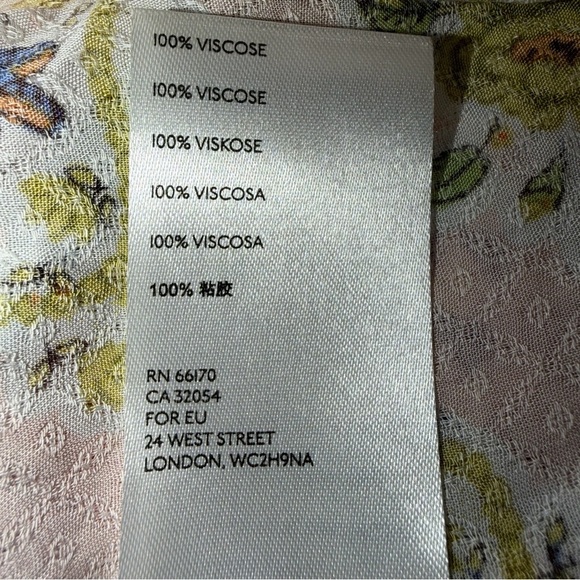 100% VISCOSE
100% VISCOSE
100% VISKOSE
100% VISCOSA
100% VISCOSA
100% 粘胶
RN 66170
CA 32054
FOR EU
24 WEST STREET
LONDON, WC2H9NA